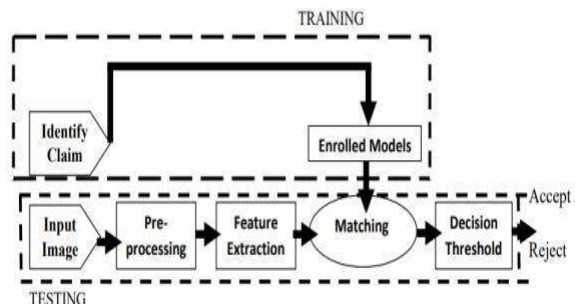 TRAINING
Identify
Claim
Enrolled Models
Input
Image
Pre-
processing
Feature
Extraction
Matching
Decision
Threshold
Accept
Reject
TESTING